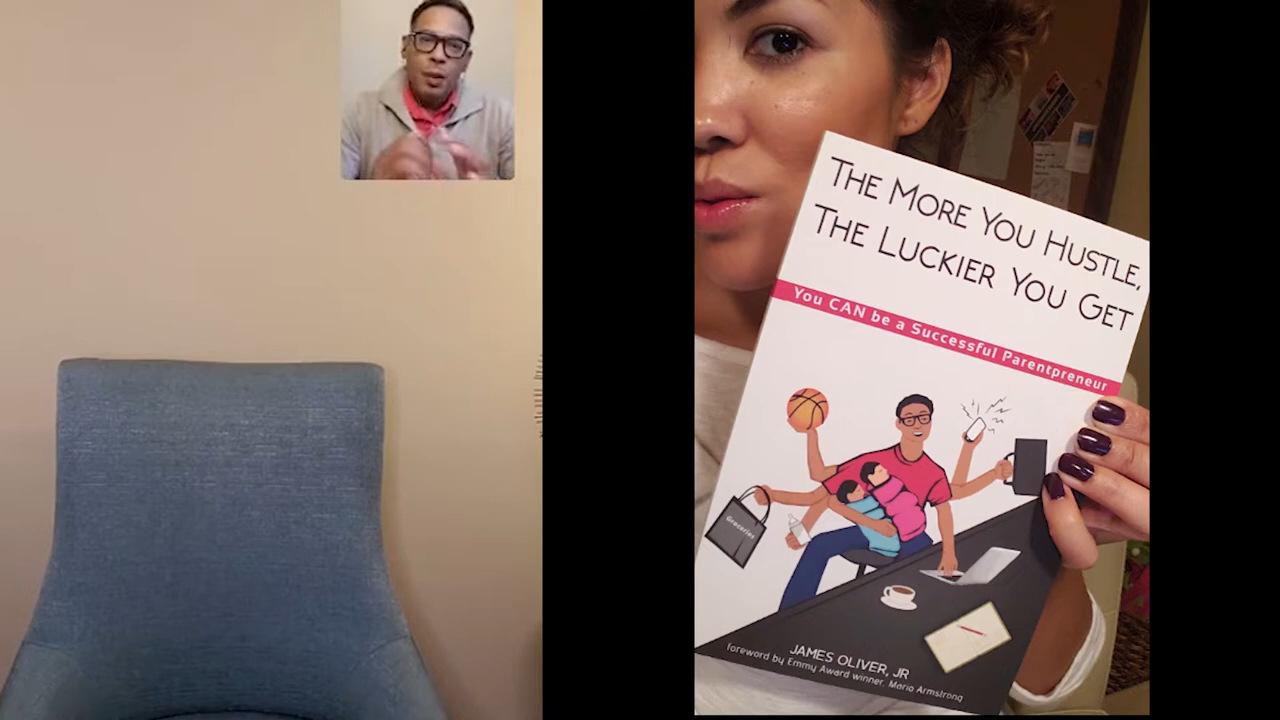 THE MORE YOU HUSTLE,
THE LUCKIER YOU GET
You CAN be a Successful Parentpreneur
Groceries
JAMES OLIVER, JR
foreword by Emmy Award winner, Mario Armstrong